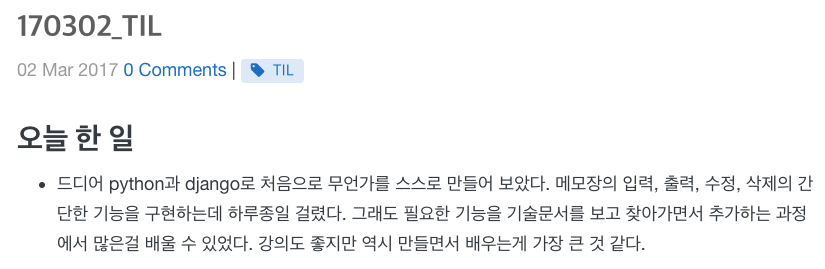 170302_TIL
02 Mar 2017 0 Comments | TIL
오늘 한 일
• 드디어 python과 django로 처음으로 무언가를 스스로 만들어 보았다. 메모장의 입력, 출력, 수정, 삭제의 간
단한 기능을 구현하는데 하루종일 걸렸다. 그래도 필요한 기능을 기술문서를 보고 찾아가면서 추가하는 과정
에서 많은걸 배울 수 있었다. 강의도 좋지만 역시 만들면서 배우는게 가장 큰 것 같다.